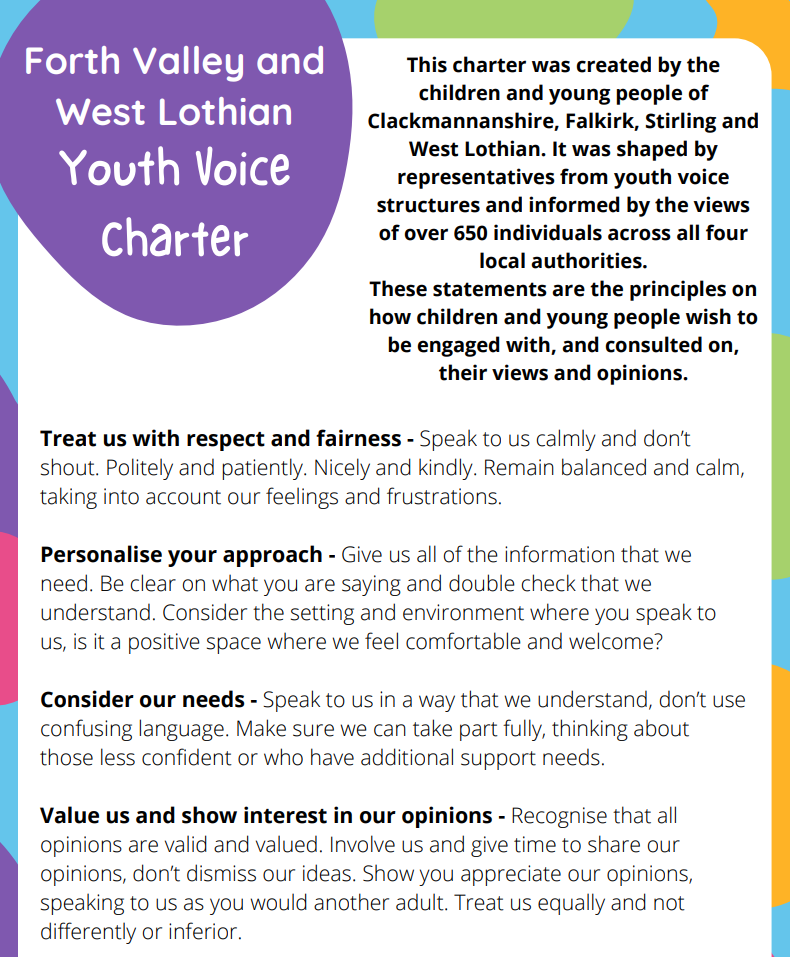 Forth Valley and
West Lothian
Youth Voice
Charter
This charter was created by the
children and young people of
Clackmannanshire, Falkirk, Stirling and
West Lothian. It was shaped by
representatives from youth voice
structures and informed by the views
of over 650 individuals across all four
local authorities.
These statements are the principles on
how children and young people wish to
be engaged with, and consulted on,
their views and opinions.
Treat us with respect and fairness - Speak to us calmly and don’t
shout. Politely and patiently. Nicely and kindly. Remain balanced and calm,
taking into account our feelings and frustrations.
Personalise your approach - Give us all of the information that we
need. Be clear on what you are saying and double check that we
understand. Consider the setting and environment where you speak to
us, is it a positive space where we feel comfortable and welcome?
Consider our needs - Speak to us in a way that we understand, don’t use
confusing language. Make sure we can take part fully, thinking about
those less confident or who have additional support needs.
Value us and show interest in our opinions - Recognise that all
opinions are valid and valued. Involve us and give time to share our
opinions, don’t dismiss our ideas. Show you appreciate our opinions,
speaking to us as you would another adult. Treat us equally and not
differently or inferior.